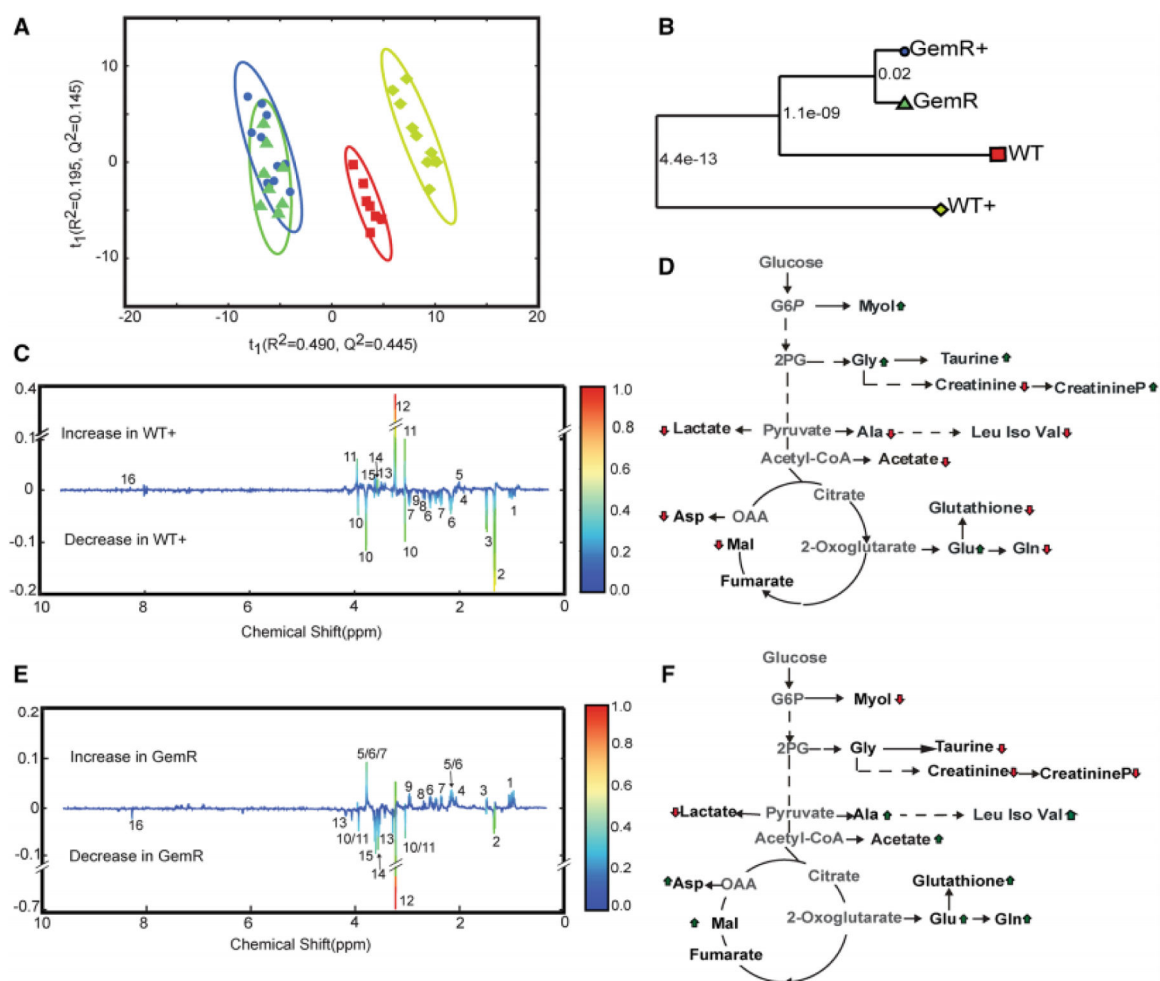 A
10
0
-10
-20
-10
0
10
20
t1(R2=0.195, Q2=0.145)
t1(R2=0.490, Q2=0.445)
B
GemR+
0.02
GemR
1.1e-09
WT
4.4e-13
WT+
C
0.4
0.1
0
-0.1
-0.2
Increase in WT+
Decrease in WT+
12
11
11 14
15 13
16
5
10
10
10
7 9 8 6 7 6 4
3
2
1
10 8 6 4 2 0
Chemical Shift(ppm)
1.0
0.8
0.6
0.4
0.2
0.0
D
Glucose
G6P Myol
2PG Gly Taurine
Creatinine CreatinineP
Lactate Pyruvate Ala Leu Iso Val
Acetyl-CoA Acetate
Citrate
Glutathione
Asp OAA
Mal 2-Oxoglutarate Glu Gln
Fumarate
E
0.2
0.1
0
-0.1
-0.7
Increase in GemR
Decrease in GemR
5/6/7
5/6
9 8 6 7 4 3 1
16
13 13
10/11 10/11
15
14
12
2
10 8 6 4 2 0
Chemical Shift(ppm)
1.0
0.8
0.6
0.4
0.2
0.0
F
Glucose
G6P Myol
2PG Gly Taurine
Creatinine CreatinineP
Lactate Pyruvate Ala Leu Iso Val
Acetyl-CoA Acetate
Asp OAA Citrate Glutathione
Mal 2-Oxoglutarate Glu Gln
Fumarate